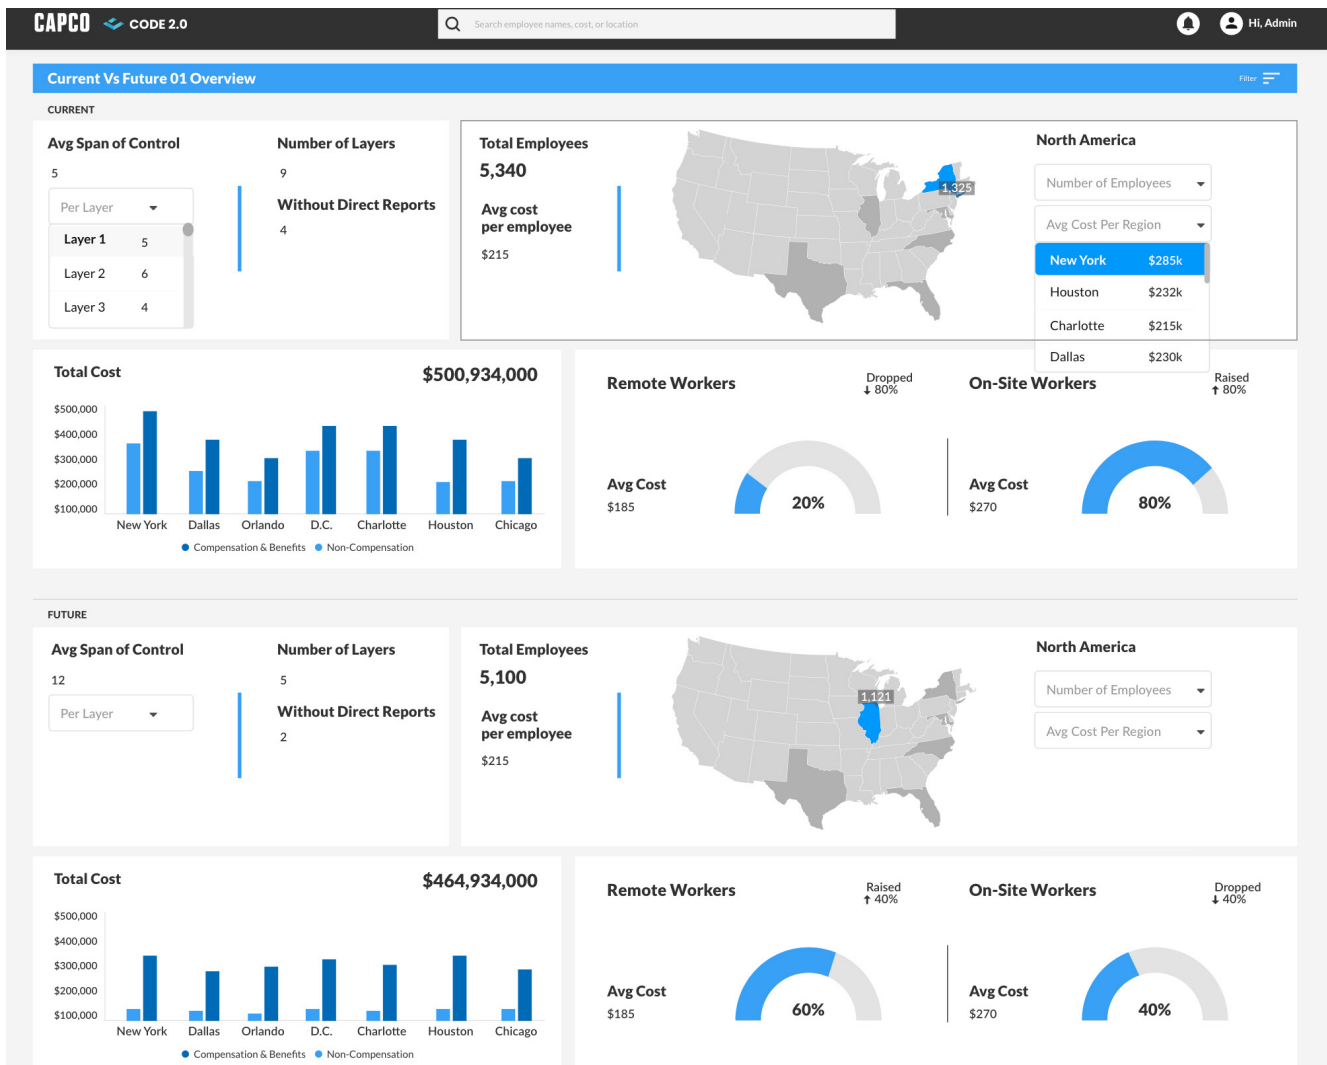 CAPCO CODE 2.0
Search employee names, cost, or location
Hi, Admin
Current Vs Future 01 Overview
Filter
CURRENT
Avg Span of Control
5
Per Layer
Layer 1 5
Layer 2 6
Layer 3 4
Number of Layers
9
Without Direct Reports
4
Total Employees
5,340
Avg cost
per employee
$215
1,325
North America
Number of Employees
Avg Cost Per Region
New York $285k
Houston $232k
Charlotte $215k
Dallas $230k
Total Cost
$500,934,000
$500,000
$400,000
$300,000
$200,000
$100,000
New York Dallas Orlando D.C. Charlotte Houston Chicago
Compensation & Benefits Non-Compensation
Remote Workers
Dropped
80%
Avg Cost
$185
20%
On-Site Workers
Raised
80%
Avg Cost
$270
80%
FUTURE
Avg Span of Control
12
Per Layer
Number of Layers
5
Without Direct Reports
2
Total Employees
5,100
Avg cost
per employee
$215
1,121
North America
Number of Employees
Avg Cost Per Region
Total Cost
$464,934,000
$500,000
$400,000
$300,000
$200,000
$100,000
New York Dallas Orlando D.C. Charlotte Houston Chicago
Compensation & Benefits Non-Compensation
Remote Workers
Raised
40%
Avg Cost
$185
60%
On-Site Workers
Dropped
40%
Avg Cost
$270
40%